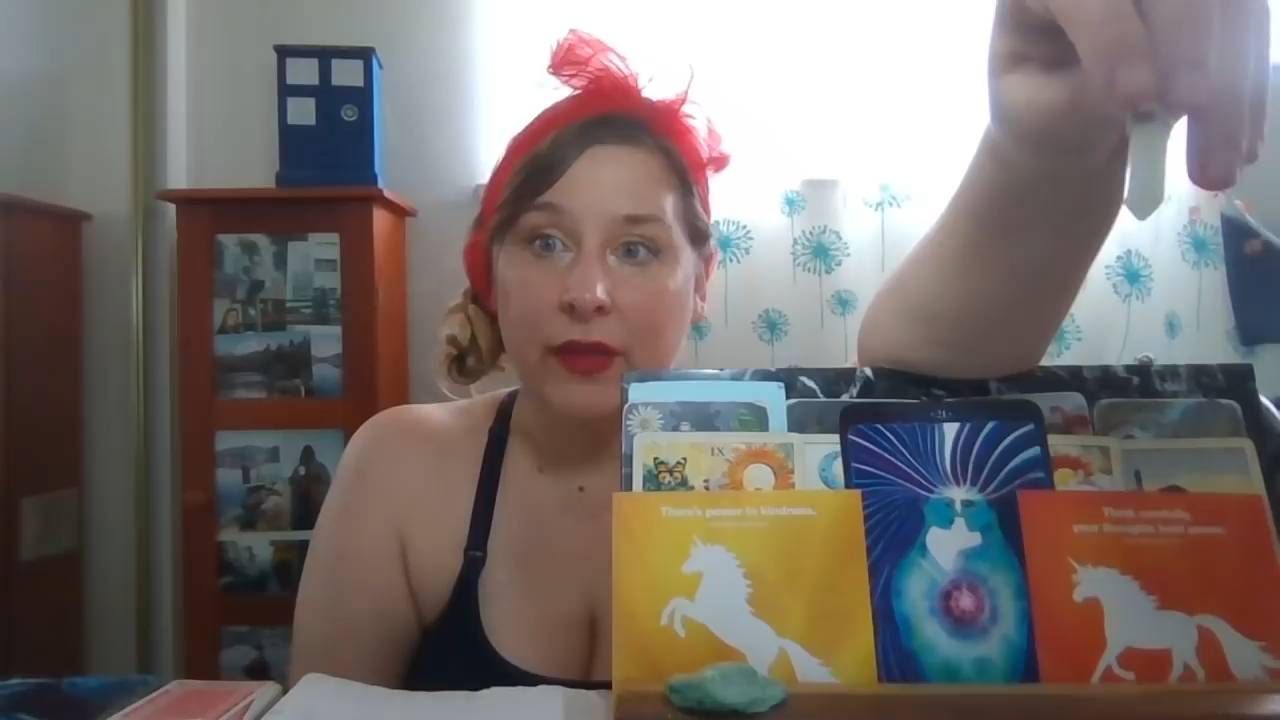 IX
21
There's power in kindness.
Think carefully,
your thoughts hold power.